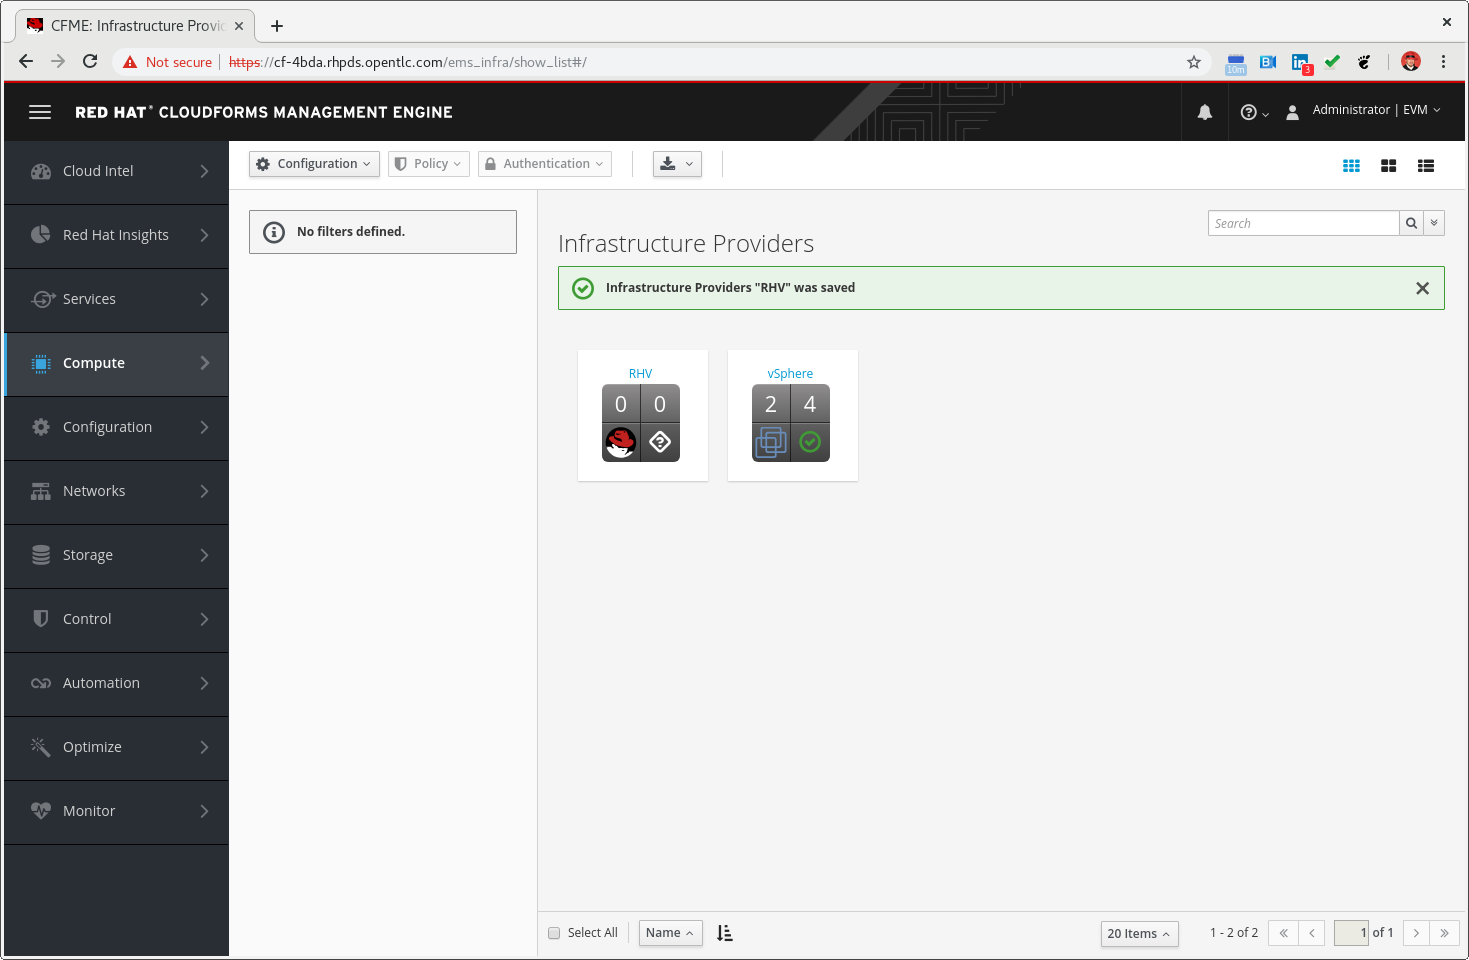 CFME: Infrastructure Provic
Not secure
https://cf-4bda.rhpds.opentlc.com/ems_infra/show_list#/
10m
3
RED HAT® CLOUDFORMS MANAGEMENT ENGINE
Administrator | EVM
Cloud Intel
Red Hat Insights
Services
Compute
Configuration
Networks
Storage
Control
Automation
Optimize
Monitor
Configuration
Policy
Authentication
No filters defined.
Search
Infrastructure Providers
Infrastructure Providers "RHV" was saved
RHV
0 0
vSphere
2 4
Select All
Name
20 Items
1 - 2 of 2
1 of 1